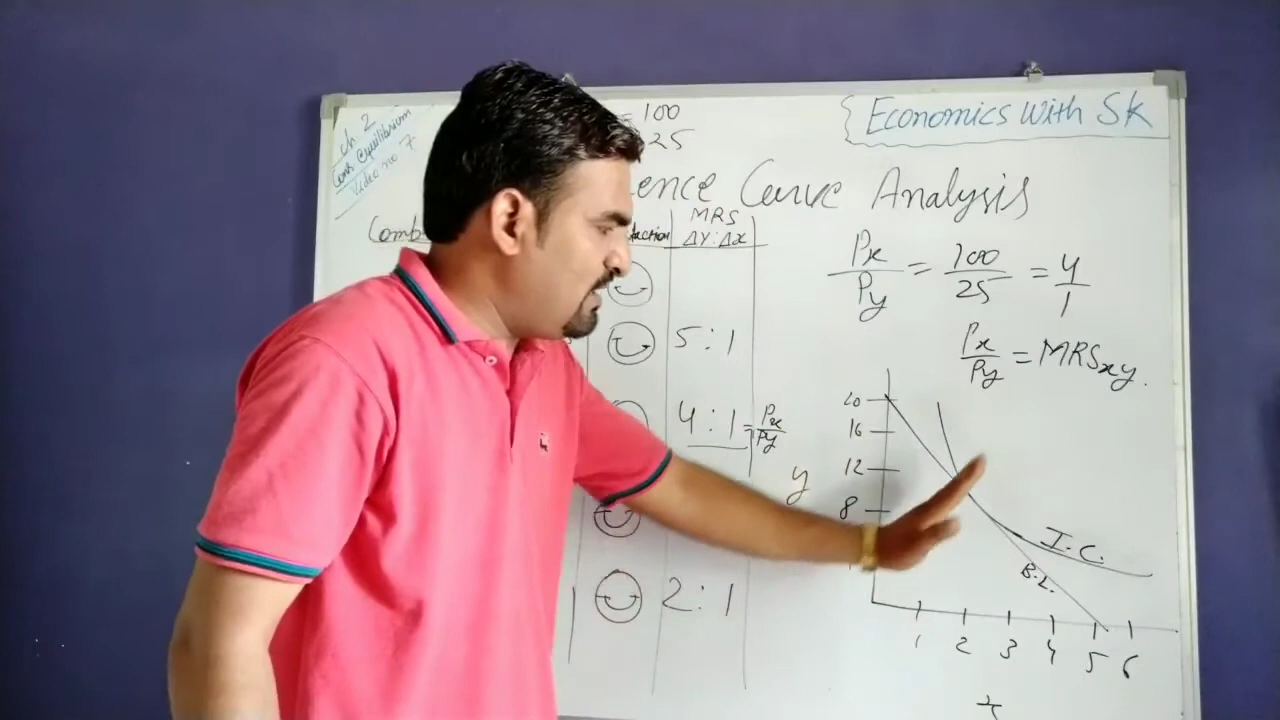 Ch 2
Cons. Equilibrium
Video no 7
= 100
25
Economics With SK
ence Curve Analysis
Comb
faction
MRS
ΔY : Δx
5 : 1
4 : 1 = Px/Py
2 : 1
Px/Py = 100/25 = 4/1
Px/Py = MRSxy.
y
20
16
12
8
I.C.
B.L.
1 2 3 4 5 6
x